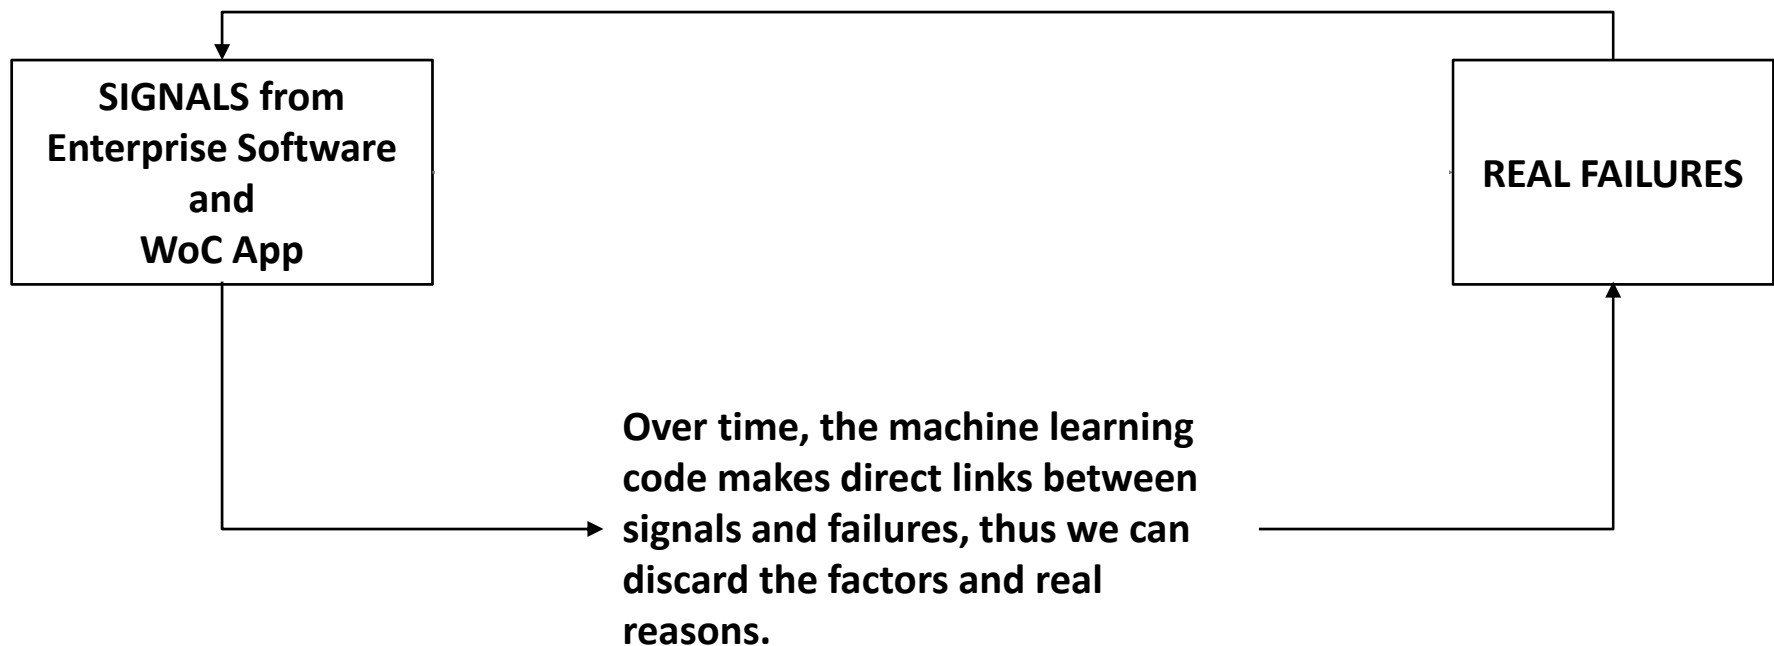 SIGNALS from
Enterprise Software
and
WoC App
REAL FAILURES
Over time, the machine learning
code makes direct links between
signals and failures, thus we can
discard the factors and real
reasons.